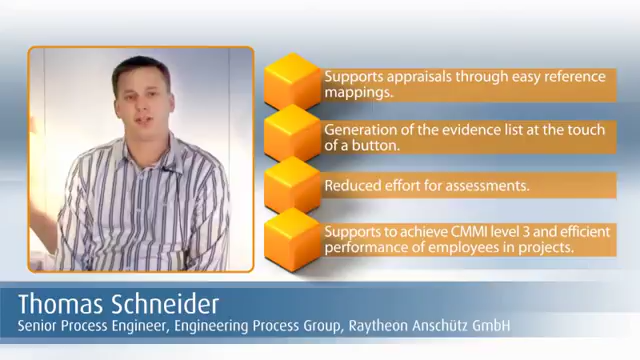 Supports appraisals through easy reference
mappings.
Generation of the evidence list at the touch
of a button.
Reduced effort for assessments.
Supports to achieve CMMI level 3 and efficient
performance of employees in projects.
Thomas Schneider
Senior Process Engineer, Engineering Process Group, Raytheon Anschütz GmbH